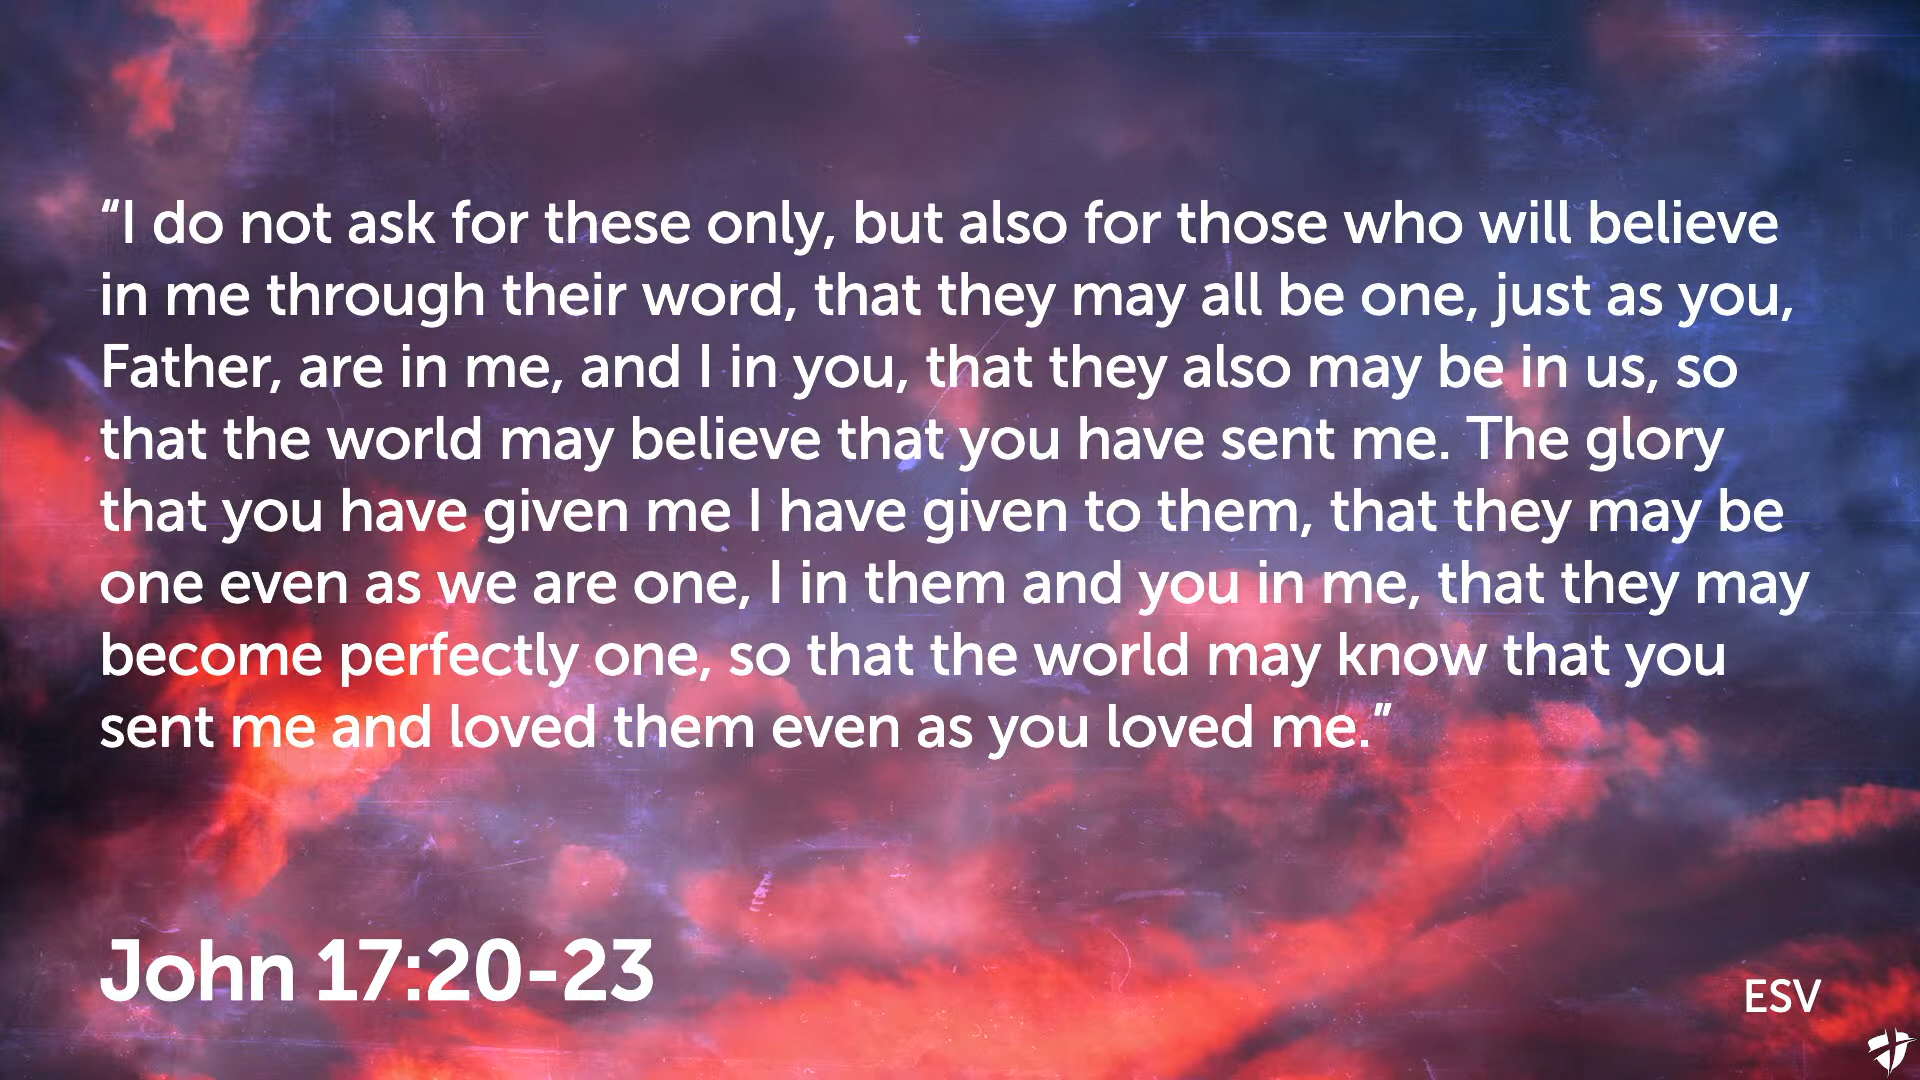 “I do not ask for these only, but also for those who will believe
in me through their word, that they may all be one, just as you,
Father, are in me, and I in you, that they also may be in us, so
that the world may believe that you have sent me. The glory
that you have given me I have given to them, that they may be
one even as we are one, I in them and you in me, that they may
become perfectly one, so that the world may know that you
sent me and loved them even as you loved me.”
John 17:20-23
ESV